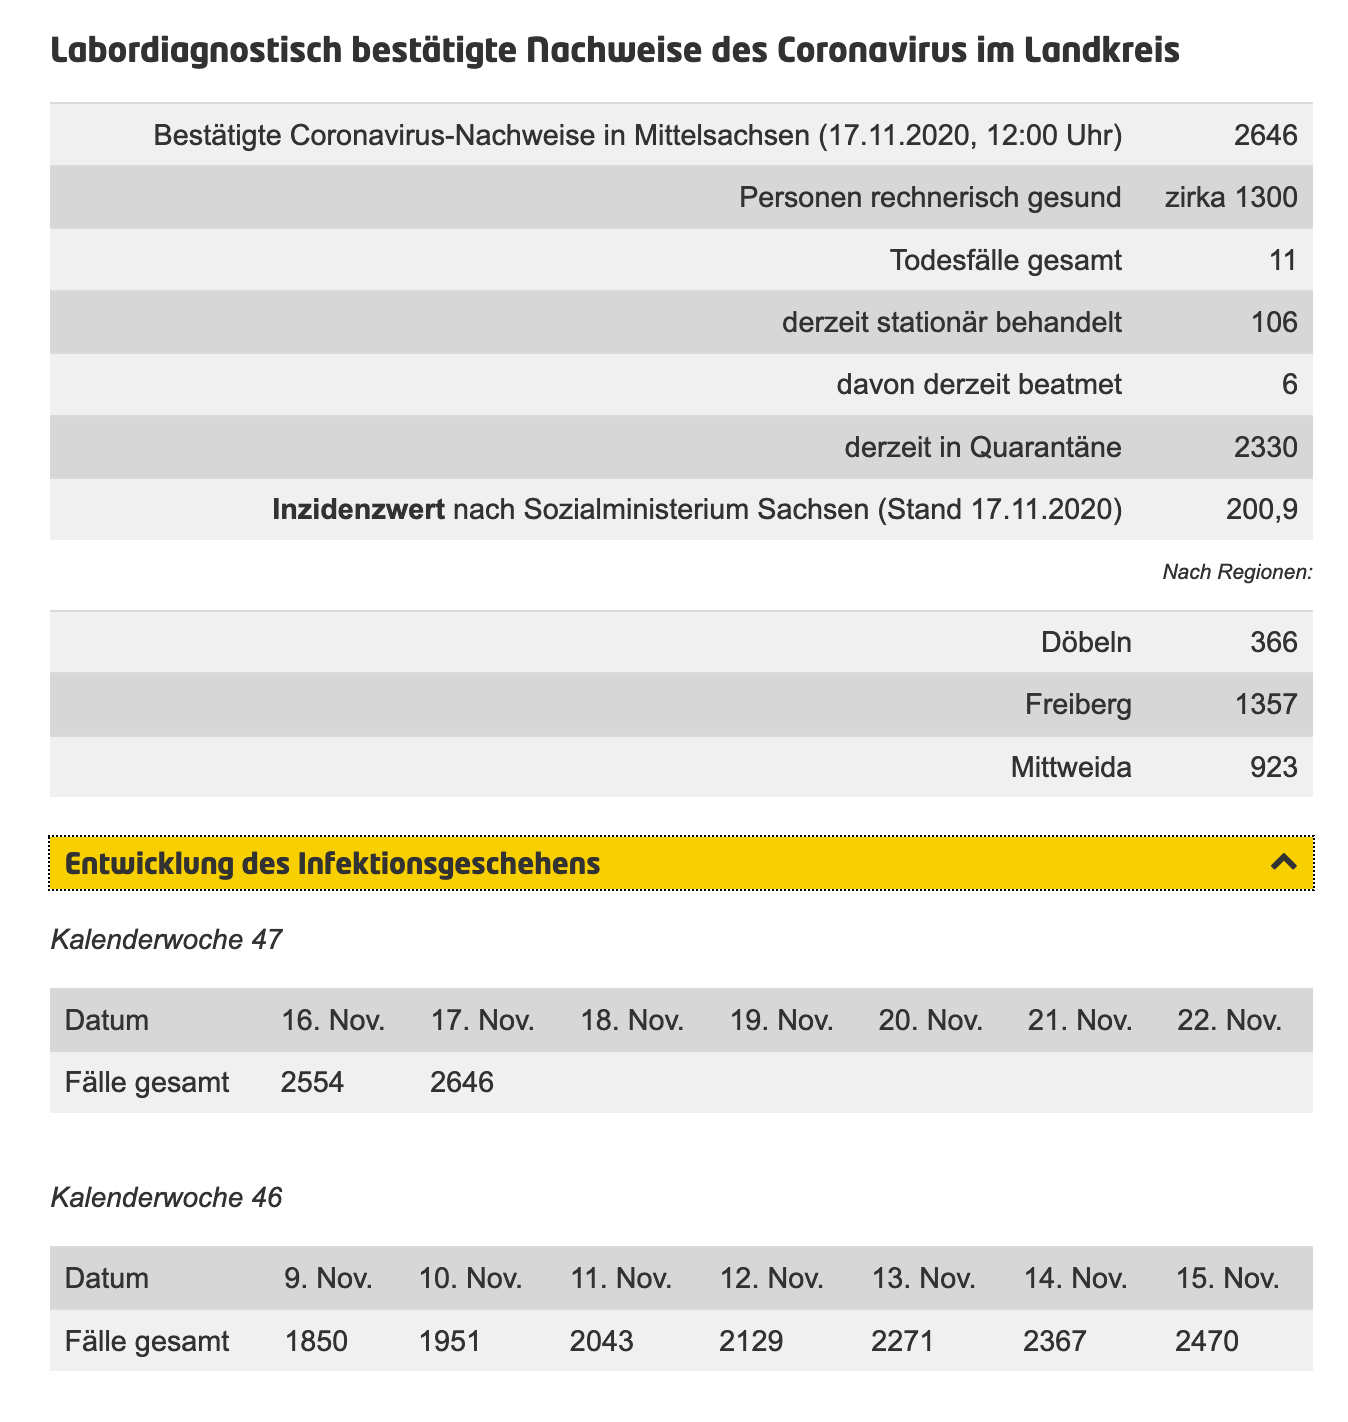 Labordiagnostisch bestätigte Nachweise des Coronavirus im Landkreis
Bestätigte Coronavirus-Nachweise in Mittelsachsen (17.11.2020, 12:00 Uhr) 2646
Personen rechnerisch gesund zirka 1300
Todesfälle gesamt 11
derzeit stationär behandelt 106
davon derzeit beatmet 6
derzeit in Quarantäne 2330
Inzidenzwert nach Sozialministerium Sachsen (Stand 17.11.2020) 200,9
Nach Regionen:
Döbeln 366
Freiberg 1357
Mittweida 923
Entwicklung des Infektionsgeschehens
Kalenderwoche 47
Datum 16. Nov. 17. Nov. 18. Nov. 19. Nov. 20. Nov. 21. Nov. 22. Nov.
Fälle gesamt 2554 2646
Kalenderwoche 46
Datum 9. Nov. 10. Nov. 11. Nov. 12. Nov. 13. Nov. 14. Nov. 15. Nov.
Fälle gesamt 1850 1951 2043 2129 2271 2367 2470